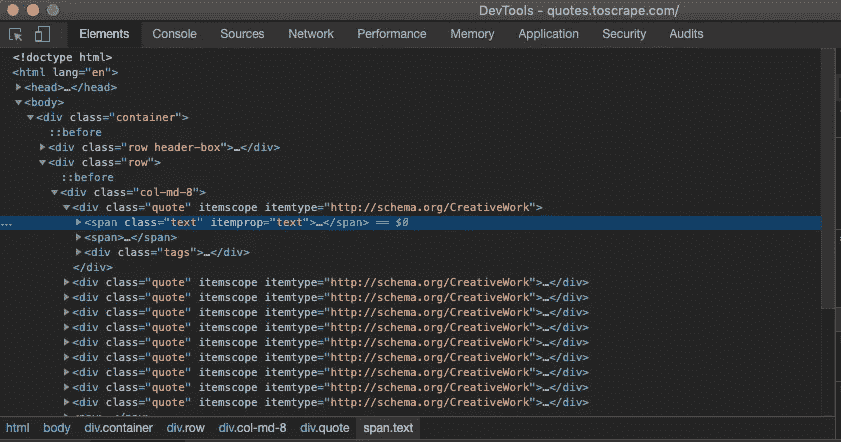 DevTools - quotes.toscrape.com/
Elements Console Sources Network Performance Memory Application Security Audits
<!doctype html>
<html lang="en">
▶<head>…</head>
▼<body>
▼<div class="container">
::before
▶<div class="row header-box">…</div>
▼<div class="row">
::before
▼<div class="col-md-8">
▼<div class="quote" itemscope itemtype="http://schema.org/CreativeWork">
… ▶<span class="text" itemprop="text">…</span> == $0
▶<span>…</span>
▶<div class="tags">…</div>
</div>
▶<div class="quote" itemscope itemtype="http://schema.org/CreativeWork">…</div>
▶<div class="quote" itemscope itemtype="http://schema.org/CreativeWork">…</div>
▶<div class="quote" itemscope itemtype="http://schema.org/CreativeWork">…</div>
▶<div class="quote" itemscope itemtype="http://schema.org/CreativeWork">…</div>
▶<div class="quote" itemscope itemtype="http://schema.org/CreativeWork">…</div>
▶<div class="quote" itemscope itemtype="http://schema.org/CreativeWork">…</div>
▶<div class="quote" itemscope itemtype="http://schema.org/CreativeWork">…</div>
▶<div class="quote" itemscope itemtype="http://schema.org/CreativeWork">…</div>
▶<div class="quote" itemscope itemtype="http://schema.org/CreativeWork">…</div>
html body div.container div.row div.col-md-8 div.quote span.text